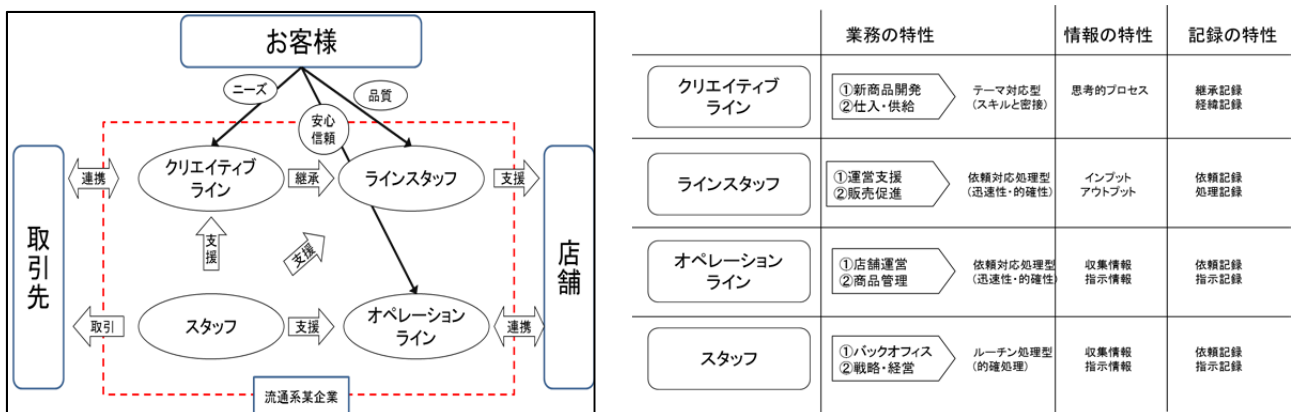 お客様
ニーズ
品質
安心
信頼
取引先
連携
クリエイティブ
ライン
継承
ラインスタッフ
支援
店舗
支援
支援
取引
スタッフ
支援
オペレーション
ライン
連携
流通系某企業
業務の特性
情報の特性
記録の特性
クリエイティブ
ライン
①新商品開発
②仕入・供給
テーマ対応型
(スキルと密接)
思考的プロセス
継承記録
経緯記録
ラインスタッフ
①運営支援
②販売促進
依頼対応処理型
(迅速性・的確性)
インプット
アウトプット
依頼記録
処理記録
オペレーション
ライン
①店舗運営
②商品管理
依頼対応処理型
(迅速性・的確性)
収集情報
指示情報
依頼記録
指示記録
スタッフ
①バックオフィス
②戦略・経営
ルーチン処理型
(的確処理)
収集情報
指示情報
依頼記録
指示記録